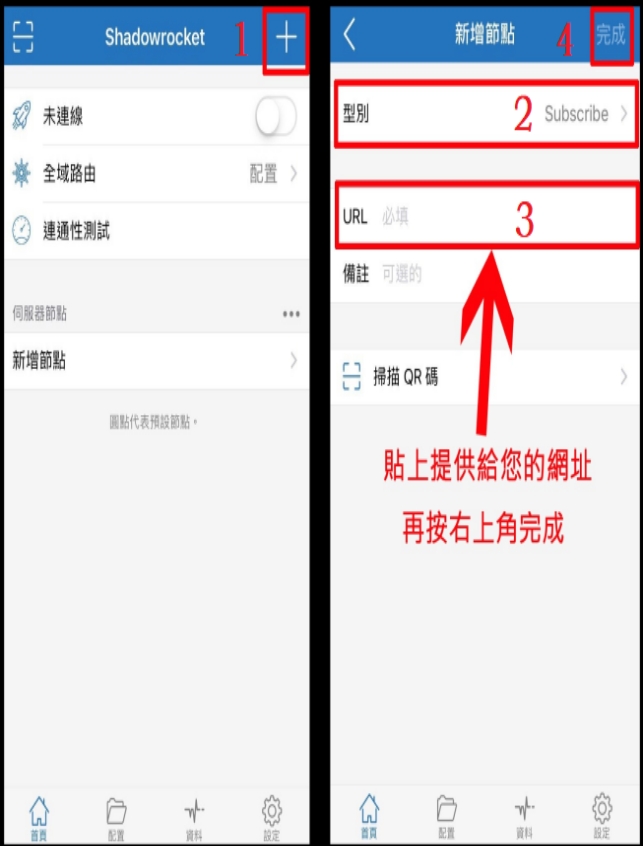 Shadowrocket 1 +
未連線
全域路由 配置
連通性測試
伺服器節點
新增節點
圓點代表預設節點。
首頁 配置 資料 設定
新增節點 4 完成
型別 2 Subscribe
URL 必填 3
備註 可選的
掃描 QR 碼
貼上提供給您的網址
再按右上角完成
首頁 配置 資料 設定